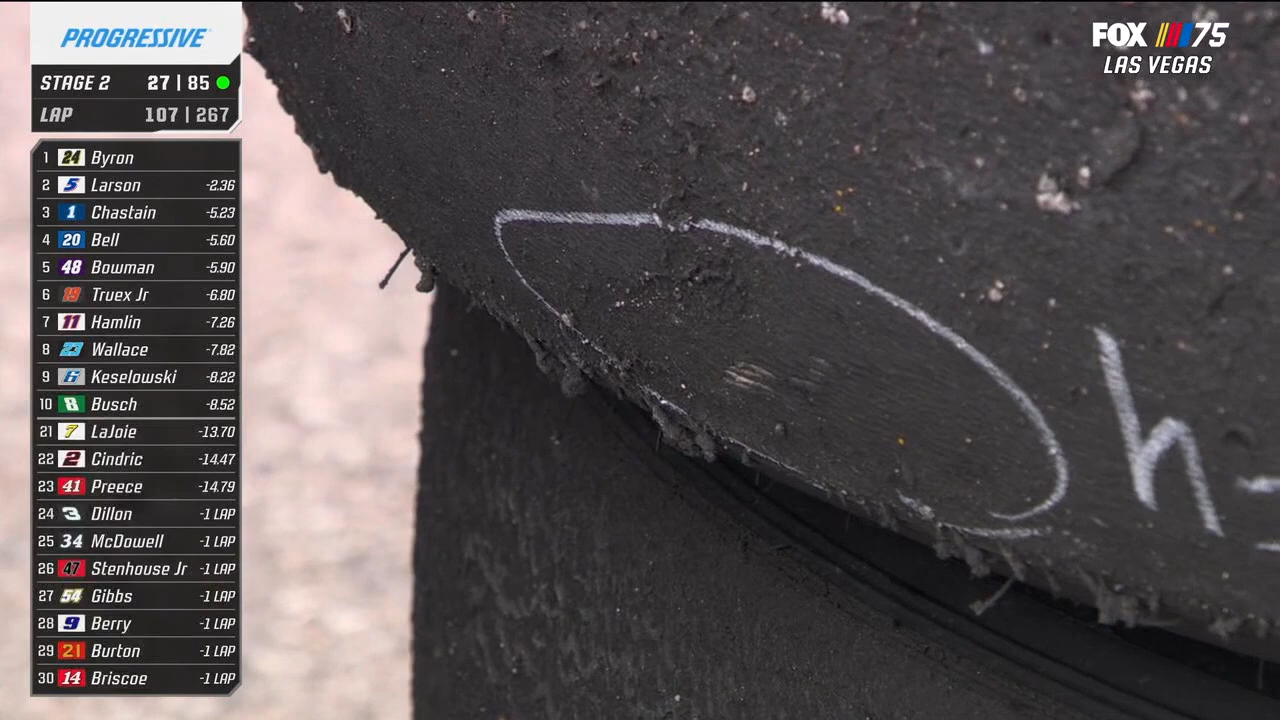 PROGRESSIVE
STAGE 2 27 | 85
LAP 107 | 267
1 24 Byron
2 5 Larson -2.36
3 1 Chastain -5.23
4 20 Bell -5.60
5 48 Bowman -5.90
6 19 Truex Jr -6.80
7 11 Hamlin -7.26
8 23 Wallace -7.82
9 6 Keselowski -8.22
10 8 Busch -8.52
21 7 LaJoie -13.70
22 2 Cindric -14.47
23 41 Preece -14.79
24 3 Dillon -1 LAP
25 34 McDowell -1 LAP
26 47 Stenhouse Jr -1 LAP
27 54 Gibbs -1 LAP
28 9 Berry -1 LAP
29 21 Burton -1 LAP
30 14 Briscoe -1 LAP
FOX 75
LAS VEGAS